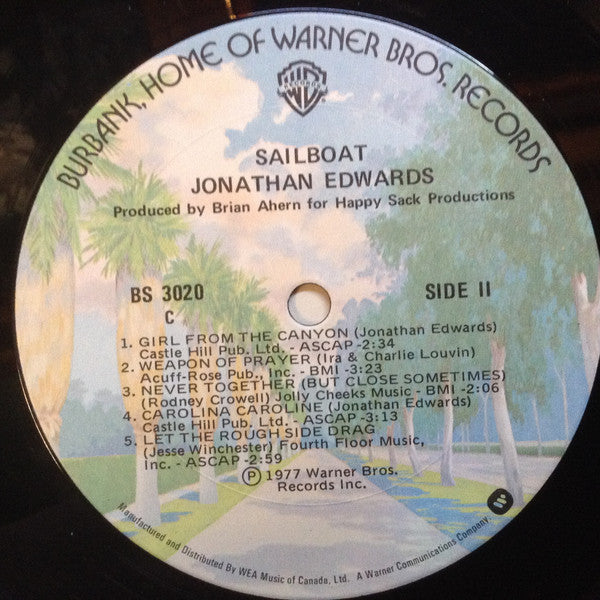 BURBANK, HOME OF WARNER BROS. RECORDS
RECORDS
SAILBOAT
JONATHAN EDWARDS
Produced by Brian Ahern for Happy Sack Productions
BS 3020
C
SIDE II
1. GIRL FROM THE CANYON (Jonathan Edwards)
Castle Hill Pub. Ltd. - ASCAP -2:34
2. WEAPON OF PRAYER (Ira & Charlie Louvin)
Acuff-Rose Pub., Inc. - BMI -3:23
3. NEVER TOGETHER (BUT CLOSE SOMETIMES)
(Rodney Crowell) Jolly Cheeks Music - BMI -2:06
4. CAROLINA CAROLINE (Jonathan Edwards)
Castle Hill Pub. Ltd. - ASCAP -3:13
5. LET THE ROUGH SIDE DRAG
(Jesse Winchester) Fourth Floor Music,
Inc. - ASCAP -2:59
Ⓟ 1977 Warner Bros.
Records Inc.
Manufactured and Distributed By WEA Music of Canada, Ltd. A Warner Communications Company.